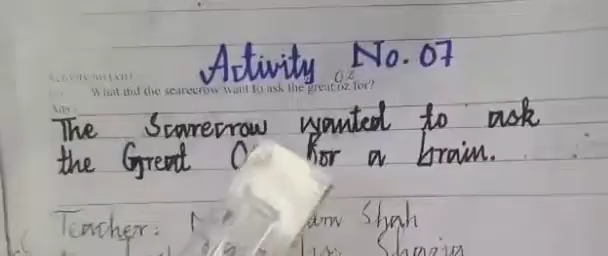 Activity No. 07
What did the scarecrow want to ask the great oz for?
The Scarecrow wanted to ask
the Great for a brain.
Teacher: Shah
Shazia